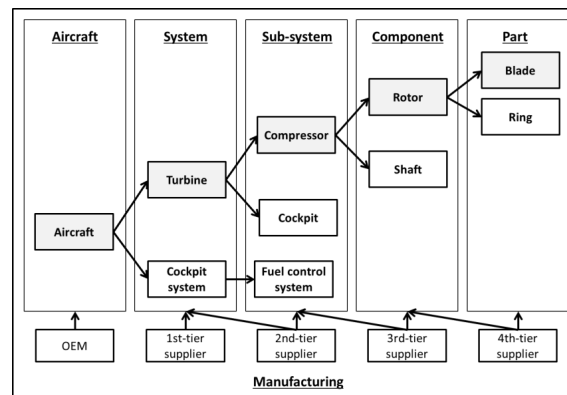 Aircraft
System
Sub-system
Component
Part
Blade
Rotor
Ring
Compressor
Shaft
Turbine
Cockpit
Aircraft
Cockpit
system
Fuel control
system
OEM
1st-tier
supplier
2nd-tier
supplier
3rd-tier
supplier
4th-tier
supplier
Manufacturing